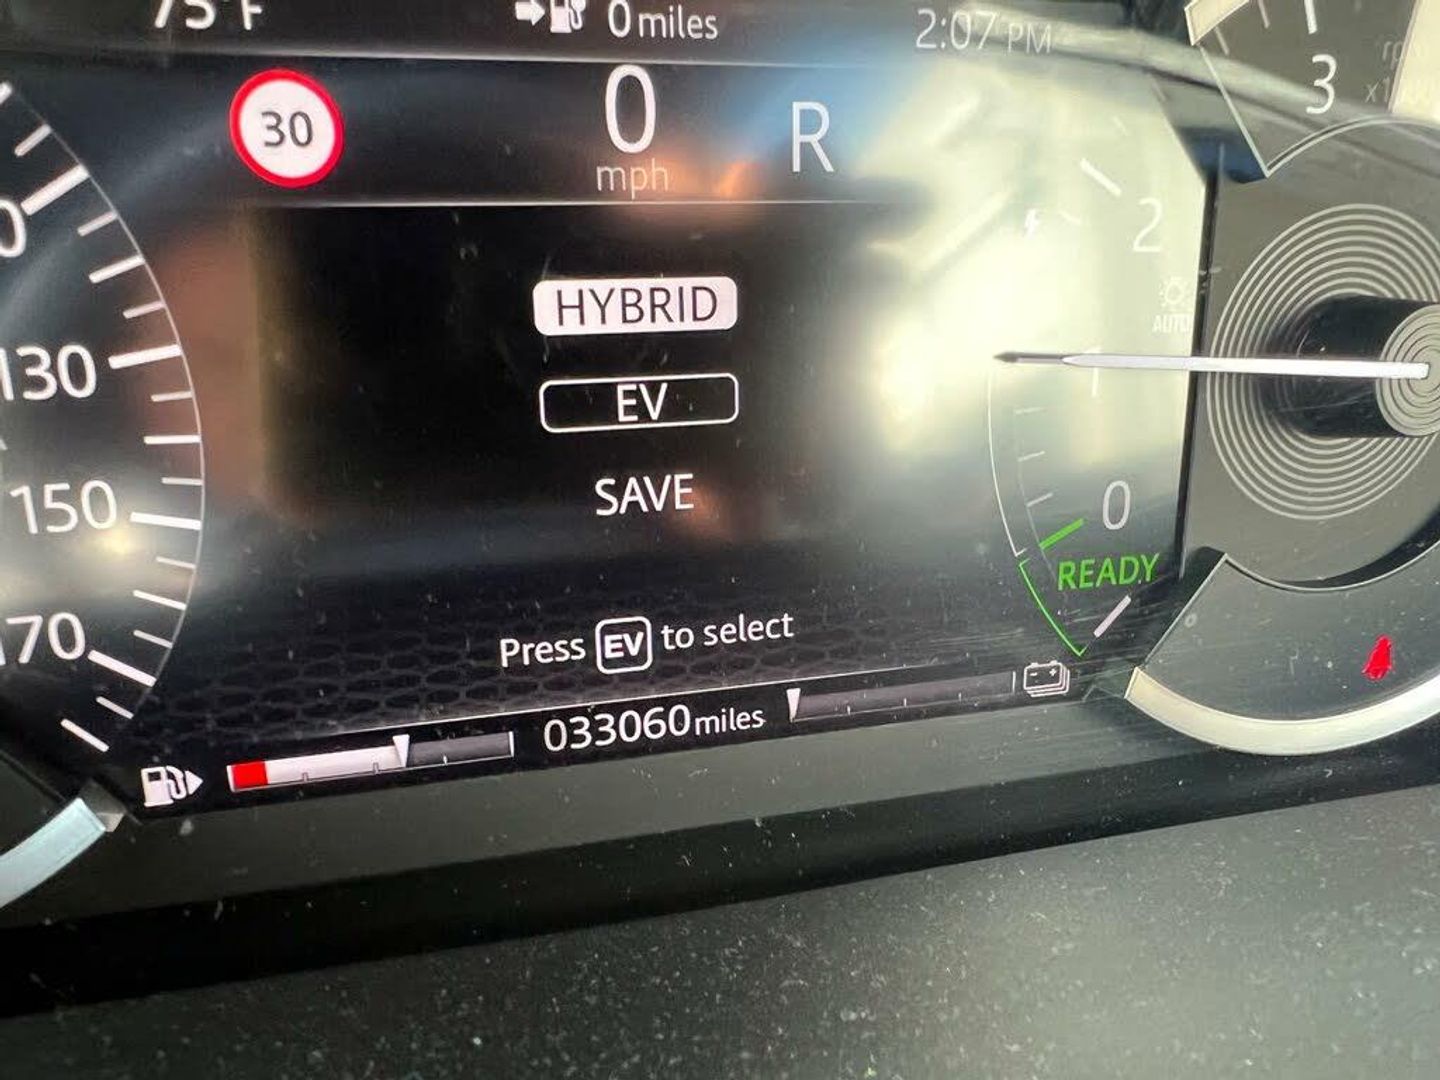 75°F
0 miles
2:07 PM
30
0
mph
R
3
2
AUTO
1
0
READY
130
150
170
HYBRID
EV
SAVE
Press EV to select
033060 miles